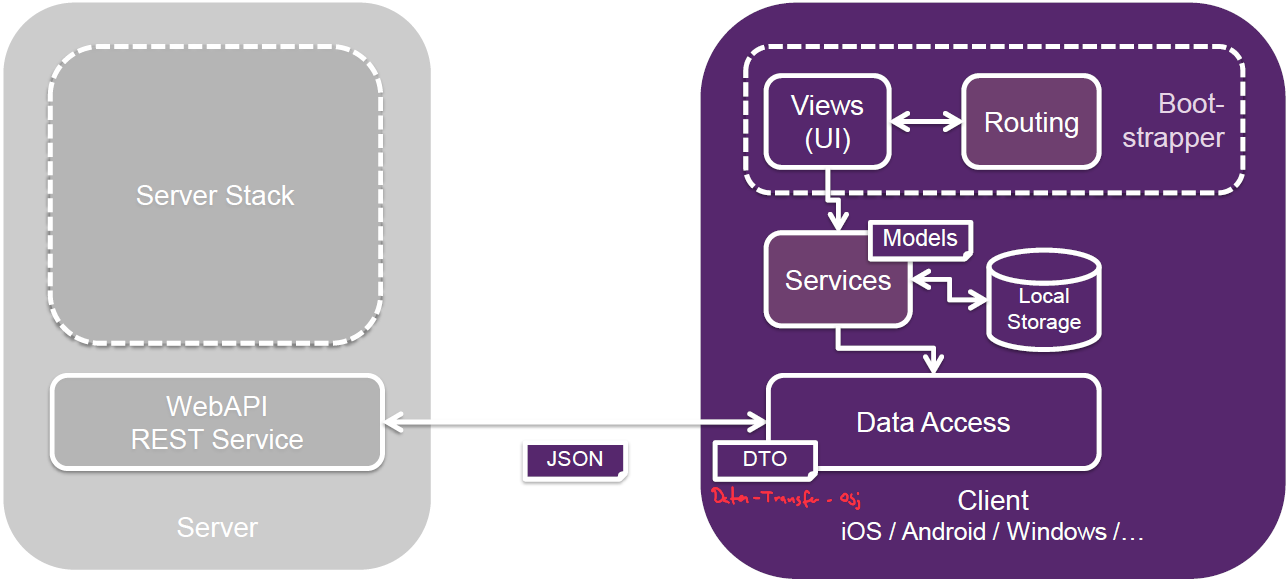 Server Stack
WebAPI
REST Service
Server
JSON
Views
(UI)
Routing
Boot-
strapper
Models
Services
Local
Storage
Data Access
DTO
Daten-Transfer-Obj
Client
iOS / Android / Windows /…